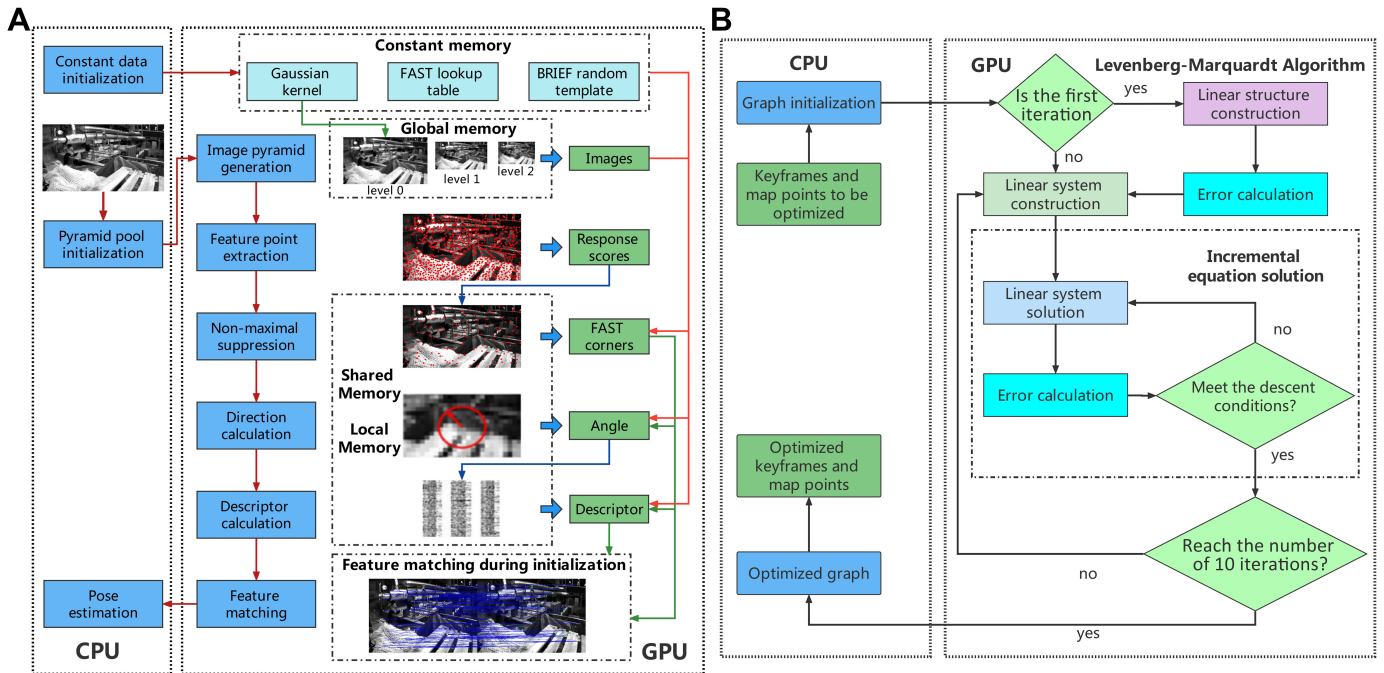 A
Constant data
initialization
Pyramid pool
initialization
Pose
estimation
CPU
Constant memory
Gaussian
kernel
FAST lookup
table
BRIEF random
template
Image pyramid
generation
Feature point
extraction
Non-maximal
suppression
Direction
calculation
Descriptor
calculation
Feature
matching
Global memory
level 0
level 1
level 2
Images
Response
scores
Shared
Memory
Local
Memory
FAST
corners
Angle
Descriptor
Feature matching during initialization
GPU
B
CPU
Graph initialization
Keyframes and
map points to be
optimized
Optimized
keyframes and
map points
Optimized graph
GPU
Levenberg-Marquardt Algorithm
Is the first
iteration
yes
no
Linear structure
construction
Linear system
construction
Error calculation
Incremental
equation solution
Linear system
solution
no
Error calculation
Meet the descent
conditions?
yes
Reach the number
of 10 iterations?
no
yes